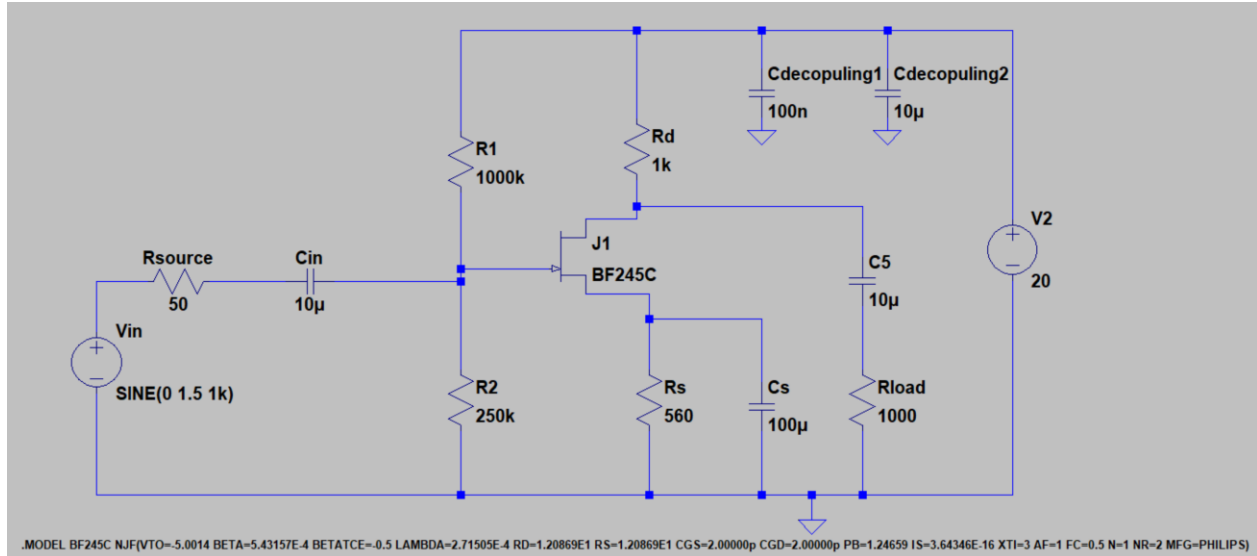 Cdecopuling1
100n
Cdecopuling2
10µ
Rd
1k
R1
1000k
J1
BF245C
Rsource
50
Cin
10µ
C5
10µ
V2
+
−
20
Vin
+
−
SINE(0 1.5 1k)
R2
250k
Rs
560
Cs
100µ
Rload
1000
.MODEL BF245C NJF(VTO=-5.0014 BETA=5.43157E-4 BETATCE=-0.5 LAMBDA=2.71505E-4 RD=1.20869E1 RS=1.20869E1 CGS=2.00000p CGD=2.00000p PB=1.24659 IS=3.64346E-16 XTI=3 AF=1 FC=0.5 N=1 NR=2 MFG=PHILIPS)